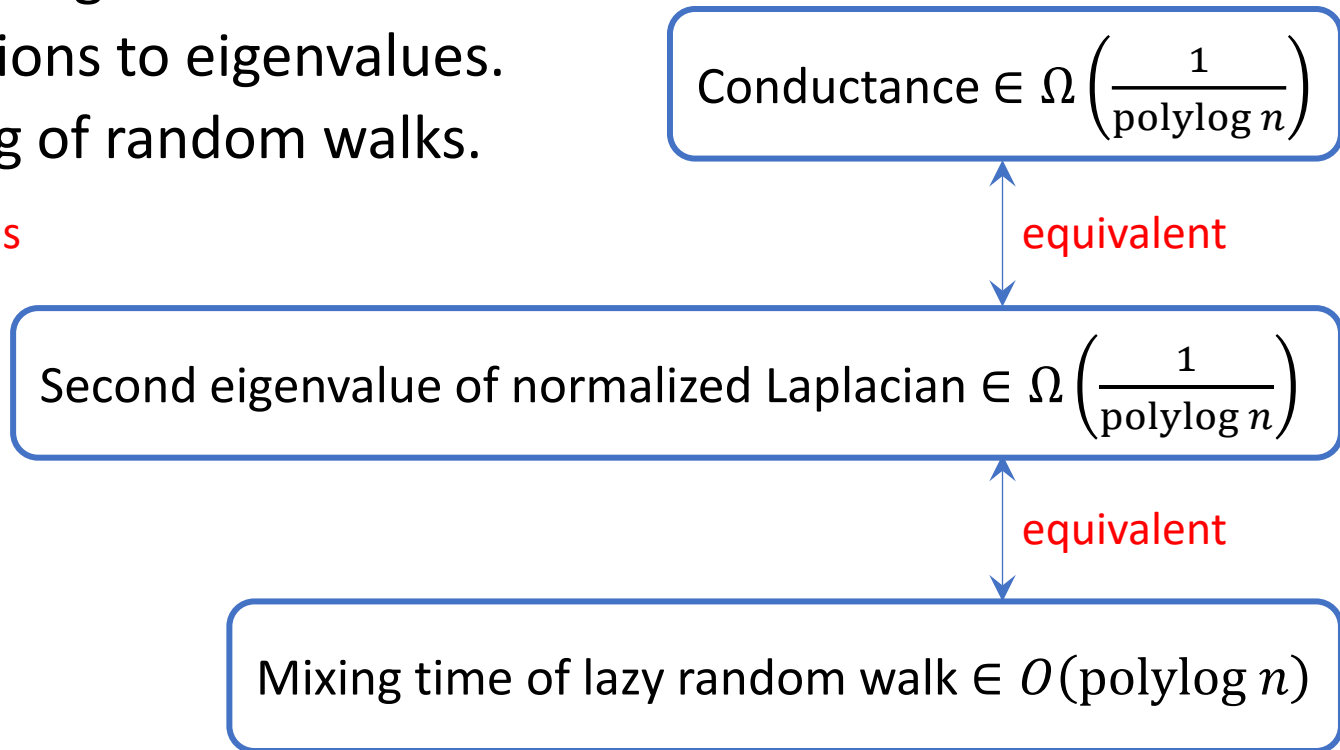 ions to eigenvalues.
g of random walks.
s
Conductance ∈ Ω(1/polylog n)
equivalent
Second eigenvalue of normalized Laplacian ∈ Ω(1/polylog n)
equivalent
Mixing time of lazy random walk ∈ O(polylog n)